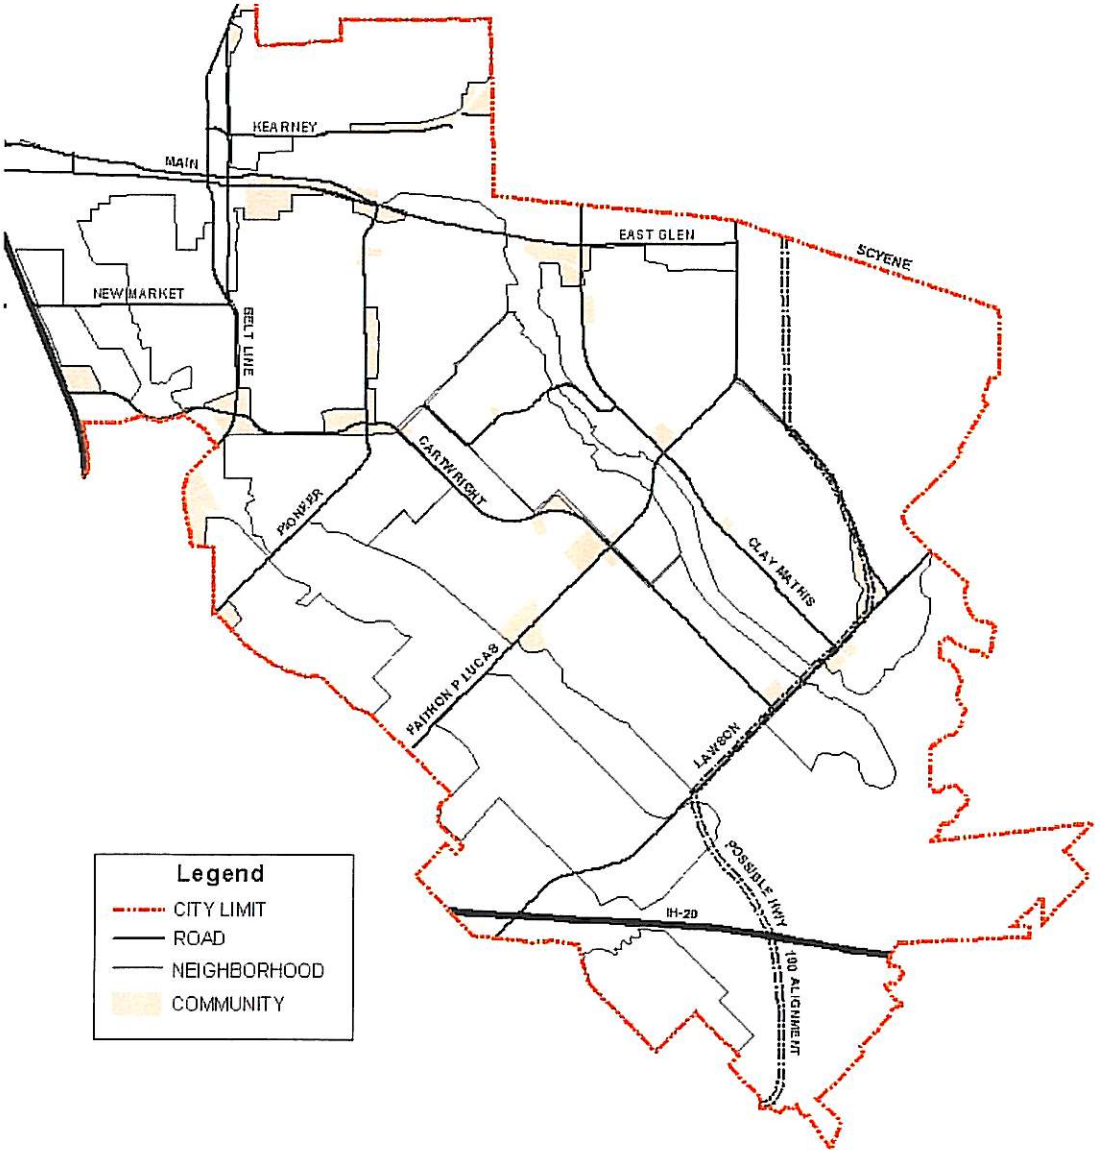 KEARNEY
MAIN
EAST GLEN
SCYENE
NEW MARKET
BELT LINE
CARTWRIGHT
PIONEER
CLAY MATHIS
FAITHON P LUCAS
LAWSON
POSSIBLE HWY
190 ALIGNMENT
IH-20
Legend
CITY LIMIT
ROAD
NEIGHBORHOOD
COMMUNITY